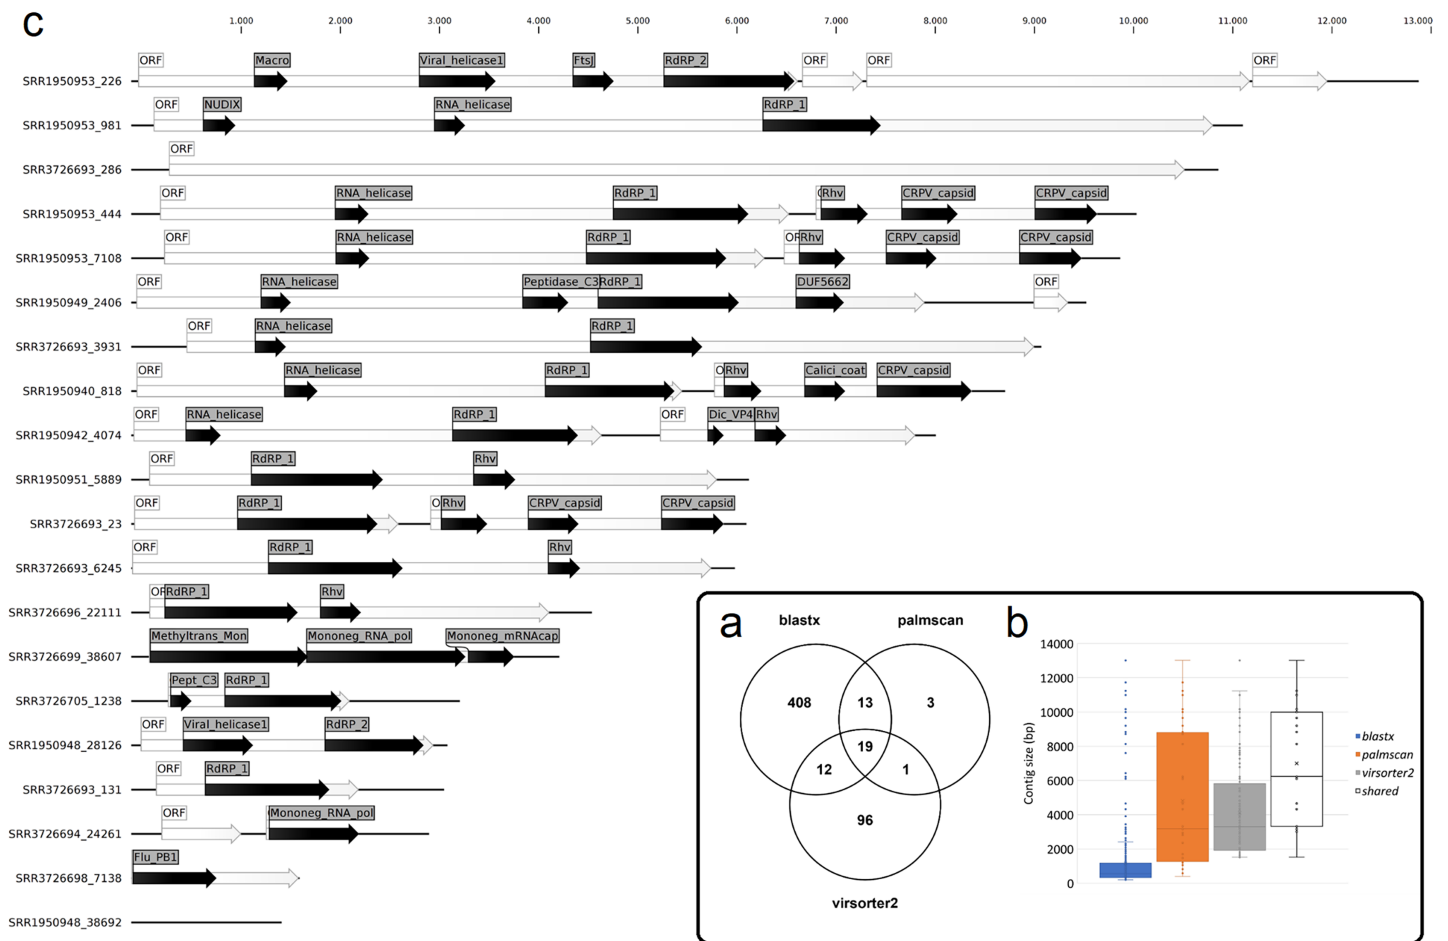 c
1.000 2.000 3.000 4.000 5.000 6.000 7.000 8.000 9.000 10.000 11.000 12.000 13.000
ORF Macro Viral_helicase1 FtsJ RdRP_2 ORF ORF ORF
SRR1950953_226
ORF NUDIX RNA_helicase RdRP_1
SRR1950953_981
ORF
SRR3726693_286
ORF RNA_helicase RdRP_1 Rhv CRPV_capsid CRPV_capsid
SRR1950953_444
ORF RNA_helicase RdRP_1 OF Rhv CRPV_capsid CRPV_capsid
SRR1950953_7108
ORF RNA_helicase Peptidase_C3 RdRP_1 DUF5662 ORF
SRR1950949_2406
ORF RNA_helicase RdRP_1
SRR3726693_3931
ORF RNA_helicase RdRP_1 O Rhv Calici_coat CRPV_capsid
SRR1950940_818
ORF RNA_helicase RdRP_1 ORF Dic_VP4 Rhv
SRR1950942_4074
ORF RdRP_1 Rhv
SRR1950951_5889
ORF RdRP_1 O Rhv CRPV_capsid CRPV_capsid
SRR3726693_23
ORF RdRP_1 Rhv
SRR3726693_6245
OF RdRP_1 Rhv
SRR3726696_22111
Methyltrans_Mon Mononeg_RNA_pol Mononeg_mRNAcap
SRR3726699_38607
Pept_C3 RdRP_1
SRR3726705_1238
ORF Viral_helicase1 RdRP_2
SRR1950948_28126
ORF RdRP_1
SRR3726693_131
ORF Mononeg_RNA_pol
SRR3726694_24261
Flu_PB1
SRR3726698_7138
SRR1950948_38692
a
blastx palmscan
408 13 3
19
12 1
96
virsorter2
b
Contig size (bp)
14000
12000
10000
8000
6000
4000
2000
0
blastx
palmscan
virsorter2
shared